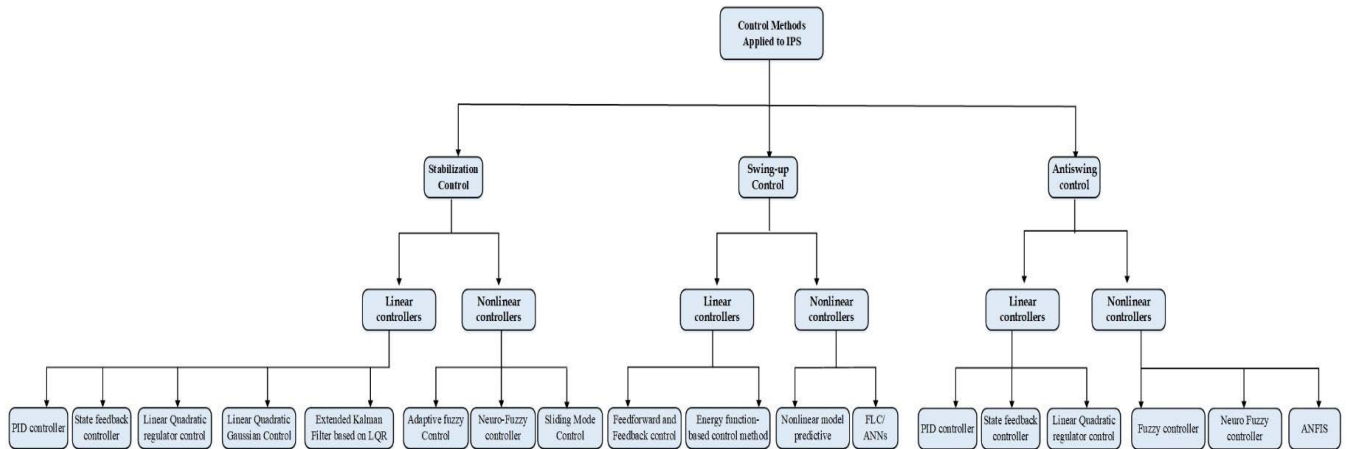 Control Methods
Applied to IPS
Stabilization
Control
Swing-up
Control
Antiswing
control
Linear
controllers
Nonlinear
controllers
Linear
controllers
Nonlinear
controllers
Linear
controllers
Nonlinear
controllers
PID controller
State feedback
controller
Linear Quadratic
regulator control
Linear Quadratic
Gaussian Control
Extended Kalman
Filter based on LQR
Adaptive fuzzy
Control
Neuro-Fuzzy
controller
Sliding Mode
Control
Feedforward and
Feedback control
Energy function-
based control method
Nonlinear model
predictive
FLC/
ANNs
PID controller
State feedback
controller
Linear Quadratic
regulator control
Fuzzy controller
Neuro Fuzzy
controller
ANFIS